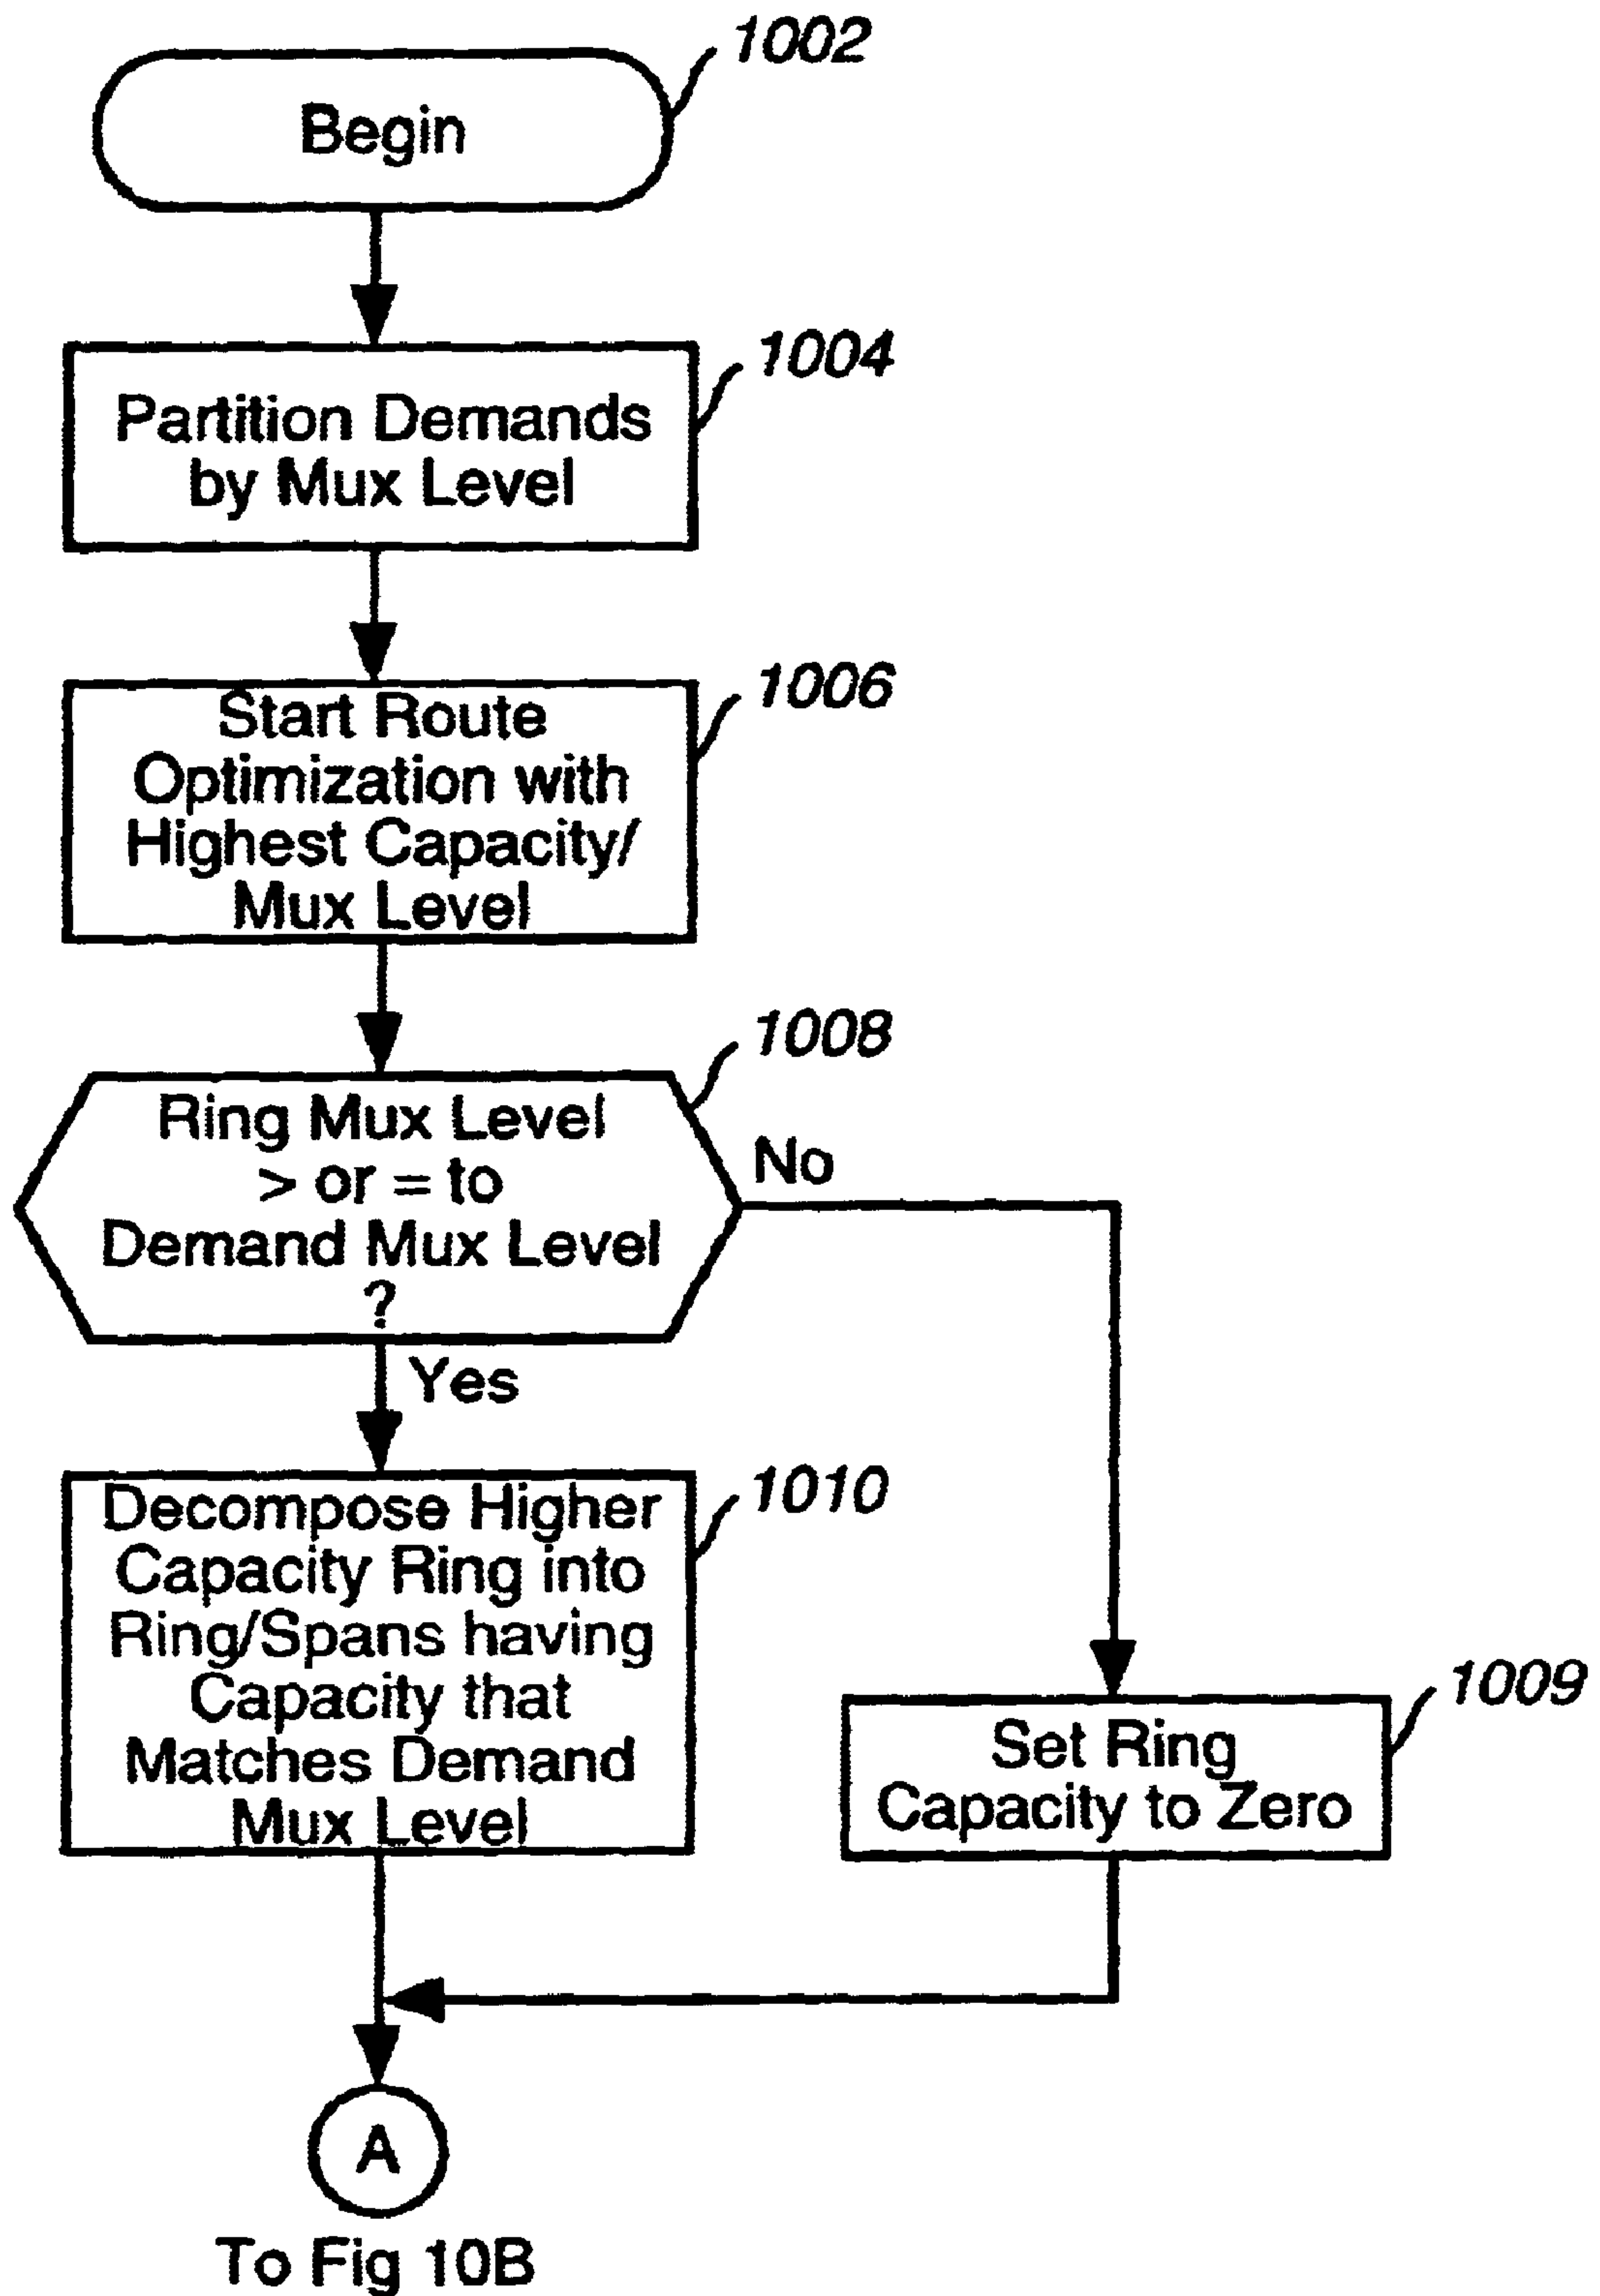 1002
Begin
1004
Partition Demands
by Mux Level
1006
Start Route
Optimization with
Highest Capacity/
Mux Level
1008
Ring Mux Level
> or = to
Demand Mux Level
?
No
Yes
1010
Decompose Higher
Capacity Ring into
Ring/Spans having
Capacity that
Matches Demand
Mux Level
1009
Set Ring
Capacity to Zero
A
To Fig 10B